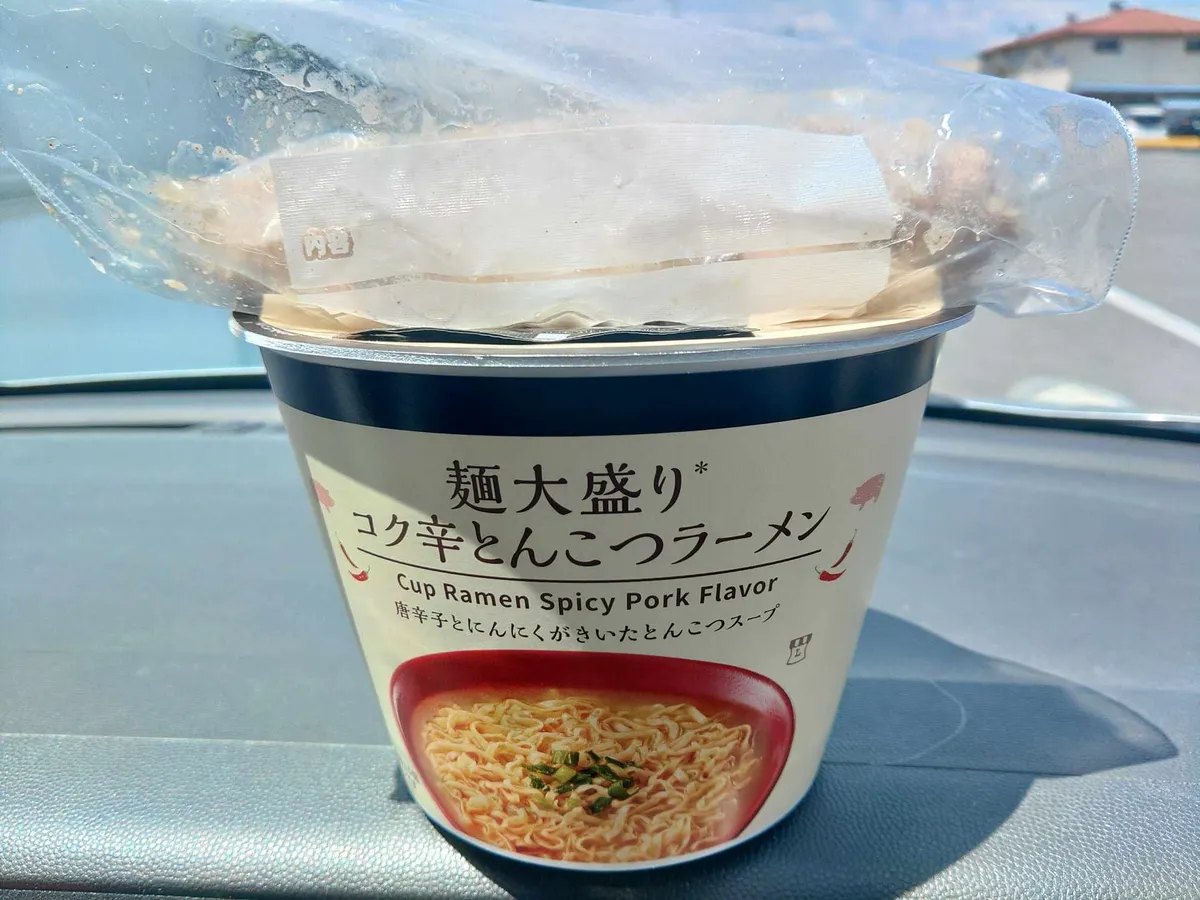 内容
麺大盛り*
コク辛とんこつラーメン
Cup Ramen Spicy Pork Flavor
唐辛子とにんにくがきいたとんこつスープ
L